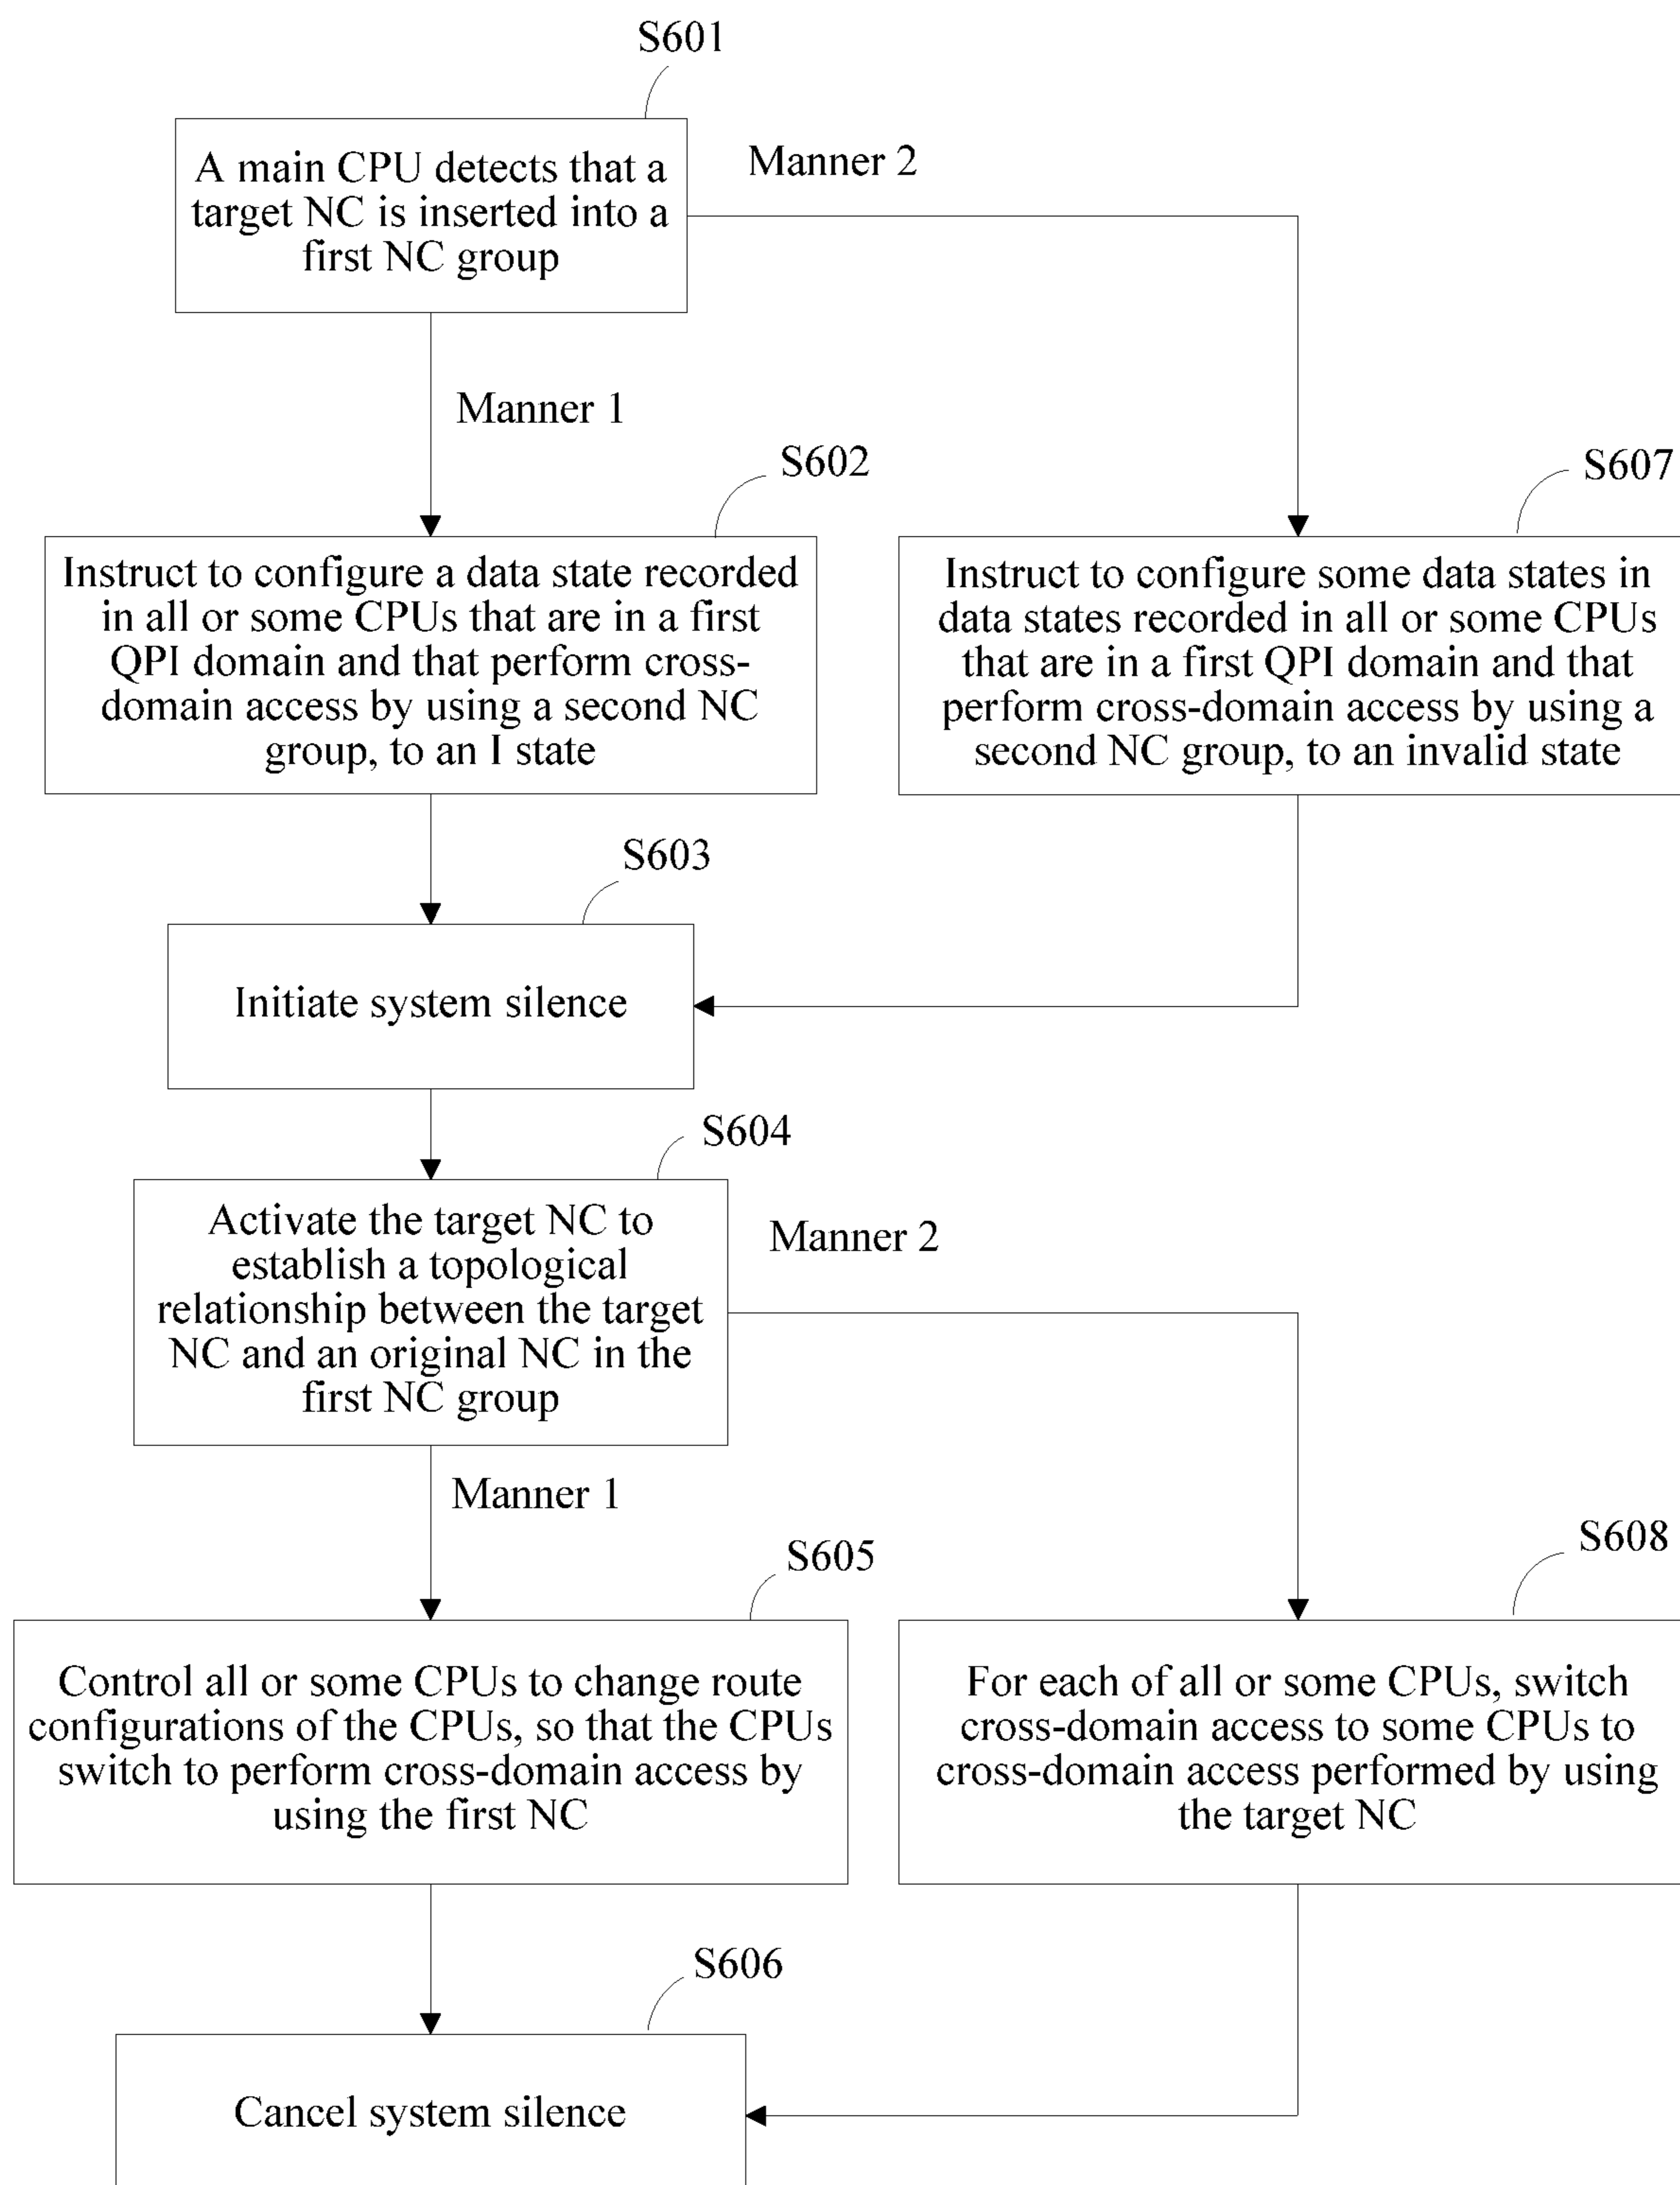 S601
A main CPU detects that a
target NC is inserted into a
first NC group
Manner 2
Manner 1
S602
Instruct to configure a data state recorded
in all or some CPUs that are in a first
QPI domain and that perform cross-
domain access by using a second NC
group, to an I state
S607
Instruct to configure some data states in
data states recorded in all or some CPUs
that are in a first QPI domain and that
perform cross-domain access by using a
second NC group, to an invalid state
S603
Initiate system silence
S604
Activate the target NC to
establish a topological
relationship between the target
NC and an original NC in the
first NC group
Manner 2
Manner 1
S605
Control all or some CPUs to change route
configurations of the CPUs, so that the CPUs
switch to perform cross-domain access by
using the first NC
S608
For each of all or some CPUs, switch
cross-domain access to some CPUs to
cross-domain access performed by using
the target NC
S606
Cancel system silence